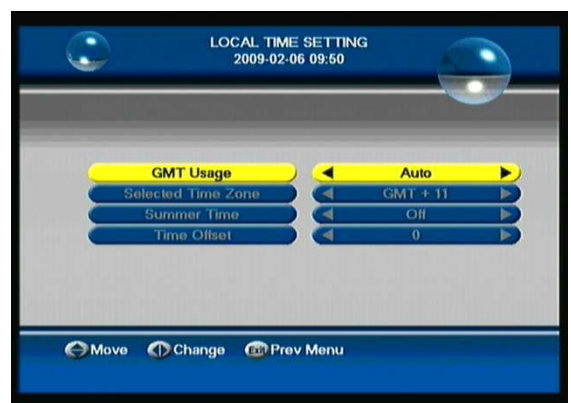 LOCAL TIME SETTING
2009-02-06 09:50
GMT Usage Auto
Selected Time Zone GMT + 11
Summer Time Off
Time Offset 0
Move Change Exit Prev Menu